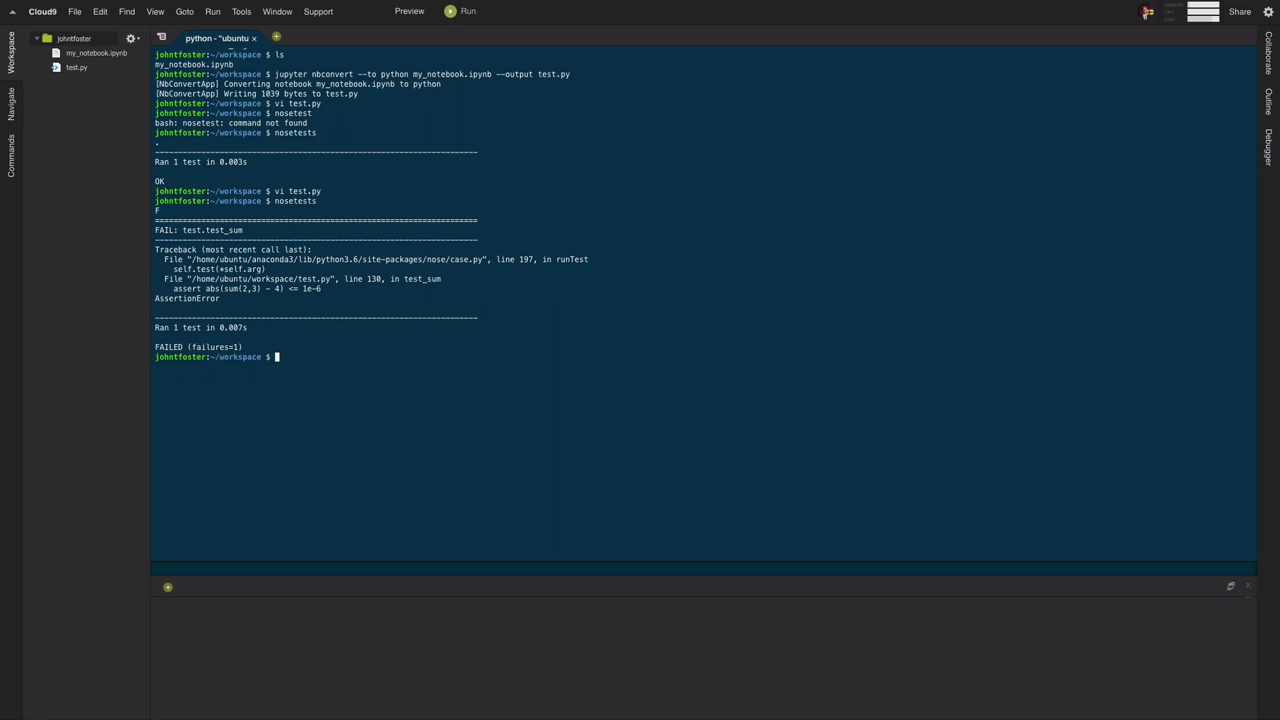 Cloud9 File Edit Find View Goto Run Tools Window Support Preview Run Share
Workspace
Navigate
Commands
johntfoster
my_notebook.ipynb
test.py
python - "ubuntu ×
johntfoster:~/workspace $ ls
my_notebook.ipynb
johntfoster:~/workspace $ jupyter nbconvert --to python my_notebook.ipynb --output test.py
[NbConvertApp] Converting notebook my_notebook.ipynb to python
[NbConvertApp] Writing 1039 bytes to test.py
johntfoster:~/workspace $ vi test.py
johntfoster:~/workspace $ nosetest
bash: nosetest: command not found
johntfoster:~/workspace $ nosetests
.
----------------------------------------------------------------------
Ran 1 test in 0.003s
OK
johntfoster:~/workspace $ vi test.py
johntfoster:~/workspace $ nosetests
F
======================================================================
FAIL: test.test_sum
----------------------------------------------------------------------
Traceback (most recent call last):
File "/home/ubuntu/anaconda3/lib/python3.6/site-packages/nose/case.py", line 197, in runTest
self.test(*self.arg)
File "/home/ubuntu/workspace/test.py", line 130, in test_sum
assert abs(sum(2,3) - 4) <= 1e-6
AssertionError
----------------------------------------------------------------------
Ran 1 test in 0.007s
FAILED (failures=1)
johntfoster:~/workspace $
Collaborate
Outline
Debugger